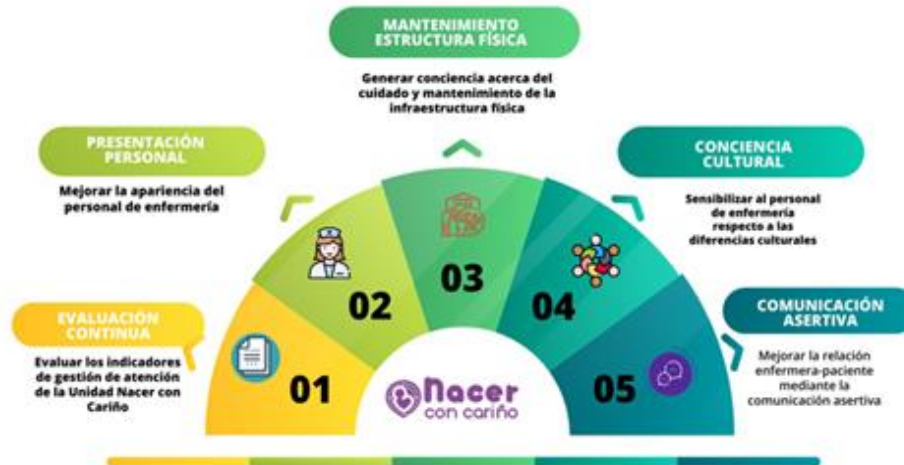 MANTENIMIENTO
ESTRUCTURA FÍSICA
Generar conciencia acerca del
cuidado y mantenimiento de la
infraestructura física
PRESENTACIÓN
PERSONAL
Mejorar la apariencia del
personal de enfermería
CONCIENCIA
CULTURAL
Sensibilizar al personal
de enfermería
respecto a las
diferencias culturales
EVALUACIÓN
CONTINUA
Evaluar los indicadores
de gestión de atención
de la Unidad Nacer con
Cariño
COMUNICACIÓN
ASERTIVA
Mejorar la relación
enfermera-paciente
mediante la
comunicación asertiva
01
02
03
04
05
Nacer
con cariño